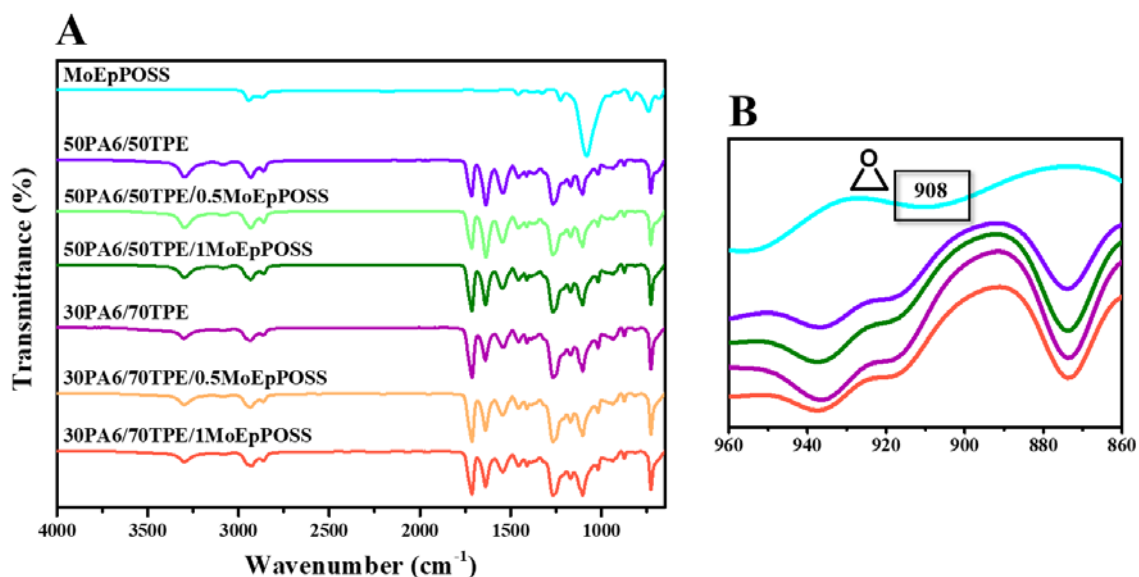 A
MoEpPOSS
50PA6/50TPE
50PA6/50TPE/0.5MoEpPOSS
50PA6/50TPE/1MoEpPOSS
30PA6/70TPE
30PA6/70TPE/0.5MoEpPOSS
30PA6/70TPE/1MoEpPOSS
Transmittance (%)
4000 3500 3000 2500 2000 1500 1000
Wavenumber (cm⁻¹)
B
O
908
960 940 920 900 880 860